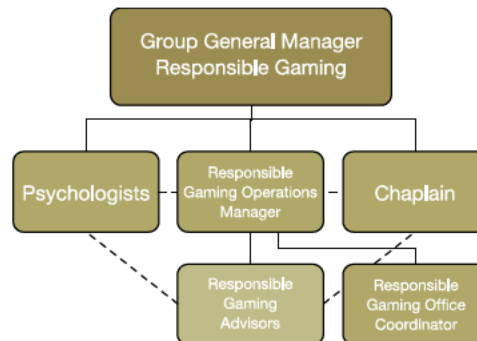 Group General Manager
Responsible Gaming
Psychologists
Responsible
Gaming Operations
Manager
Chaplain
Responsible
Gaming
Advisors
Responsible
Gaming Office
Coordinator